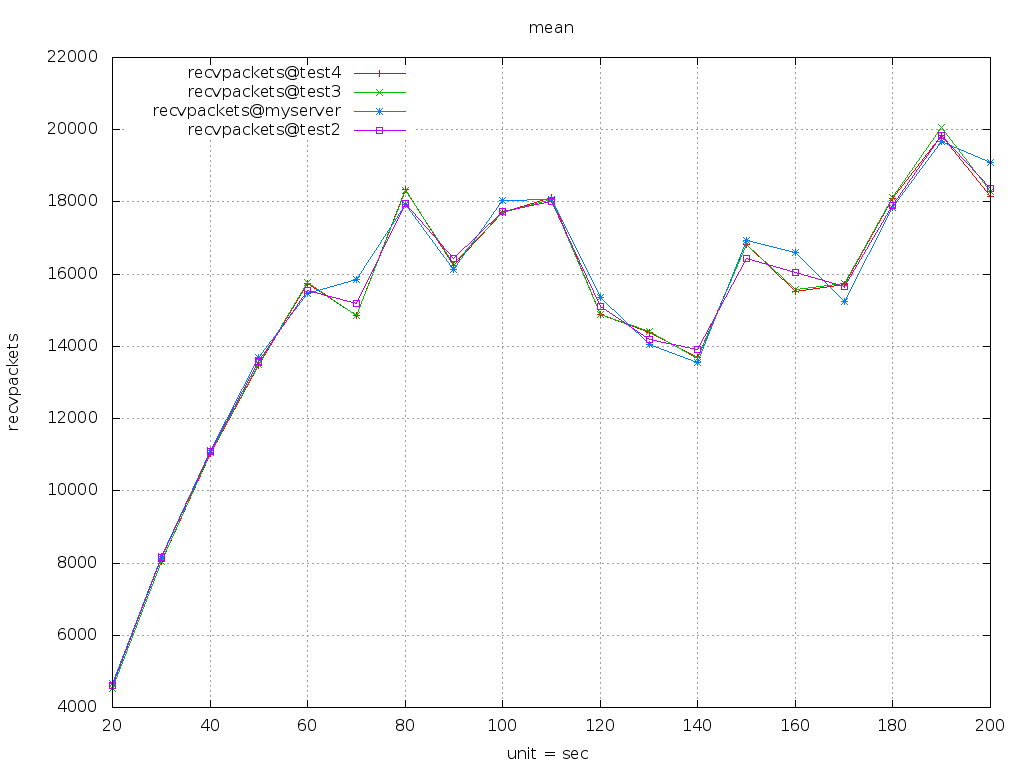 mean
22000
20000
18000
16000
14000
12000
10000
8000
6000
4000
recvpackets
recvpackets@test4
recvpackets@test3
recvpackets@myserver
recvpackets@test2
20 40 60 80 100 120 140 160 180 200
unit = sec